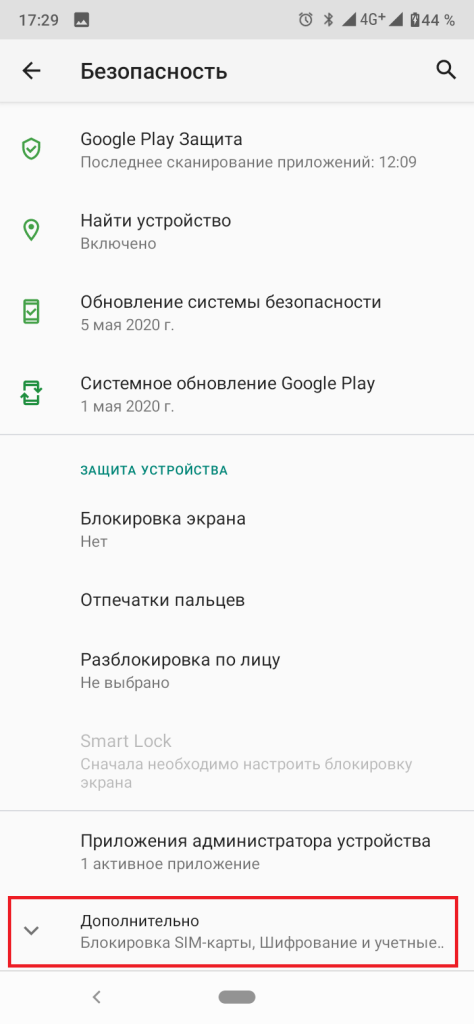 17:29 4G+ 44 %
Безопасность
Google Play Защита
Последнее сканирование приложений: 12:09
Найти устройство
Включено
Обновление системы безопасности
5 мая 2020 г.
Системное обновление Google Play
1 мая 2020 г.
ЗАЩИТА УСТРОЙСТВА
Блокировка экрана
Нет
Отпечатки пальцев
Разблокировка по лицу
Не выбрано
Smart Lock
Сначала необходимо настроить блокировку
экрана
Приложения администратора устройства
1 активное приложение
Дополнительно
Блокировка SIM-карты, Шифрование и учетные..